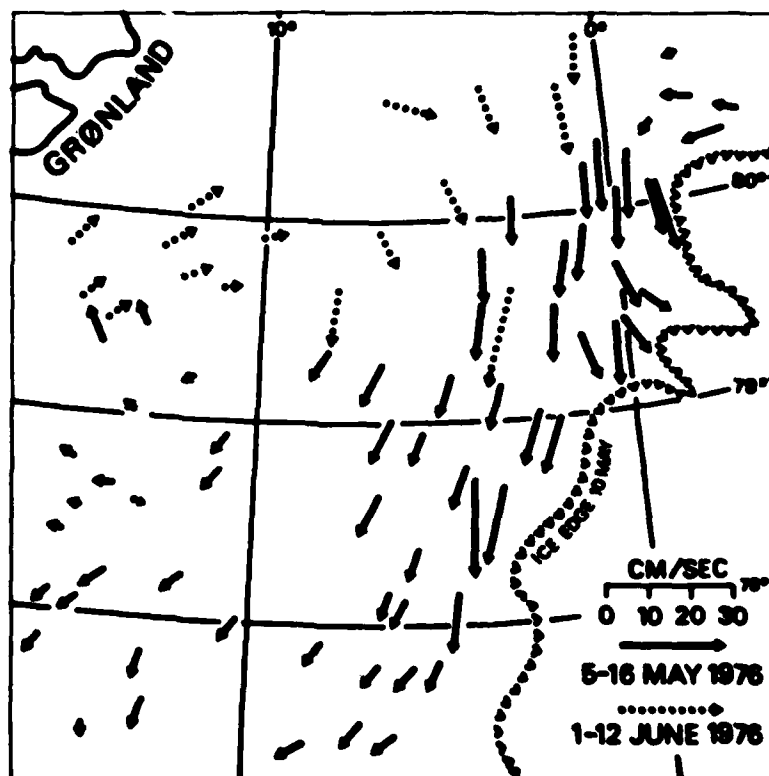 10° 0°
GRØNLAND
80°
79°
ICE EDGE 10 MAY
CM/SEC
78°
0 10 20 30
5-16 MAY 1976
1-12 JUNE 1976